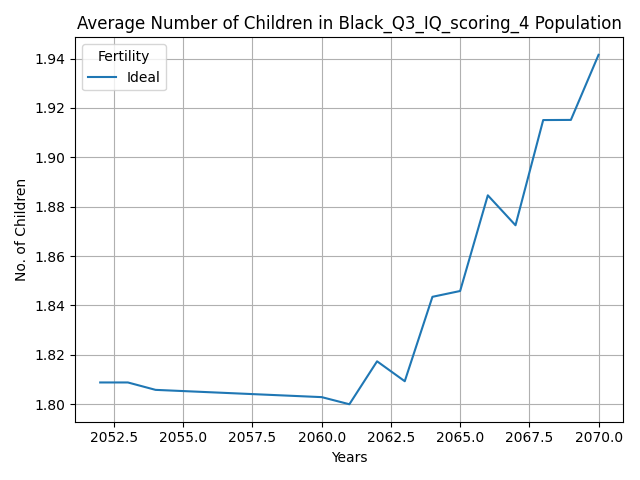 Average Number of Children in Black_Q3_IQ_scoring_4 Population
Fertility
Ideal
No. of Children
1.94
1.92
1.90
1.88
1.86
1.84
1.82
1.80
2052.5 2055.0 2057.5 2060.0 2062.5 2065.0 2067.5 2070.0
Years